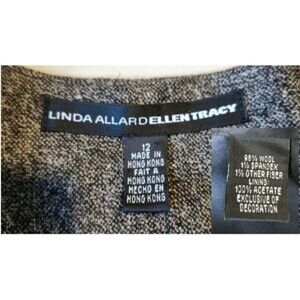 LINDA ALLARD ELLEN TRACY
12
MADE IN
HONG KONG
FAIT A
HONG KONG
HECHO EN
HONG KONG
98% WOOL
1% SPANDEX
1% OTHER FIBER
LINING:
100% ACETATE
EXCLUSIVE OF
DECORATION